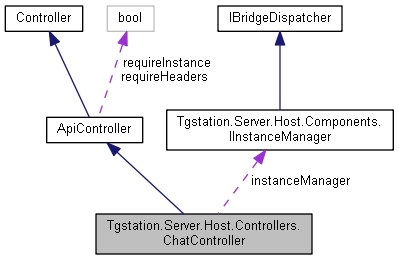 Controller
bool
IBridgeDispatcher
requireInstance
requireHeaders
ApiController
Tgstation.Server.Host.Components.
IInstanceManager
instanceManager
Tgstation.Server.Host.Controllers.
ChatController